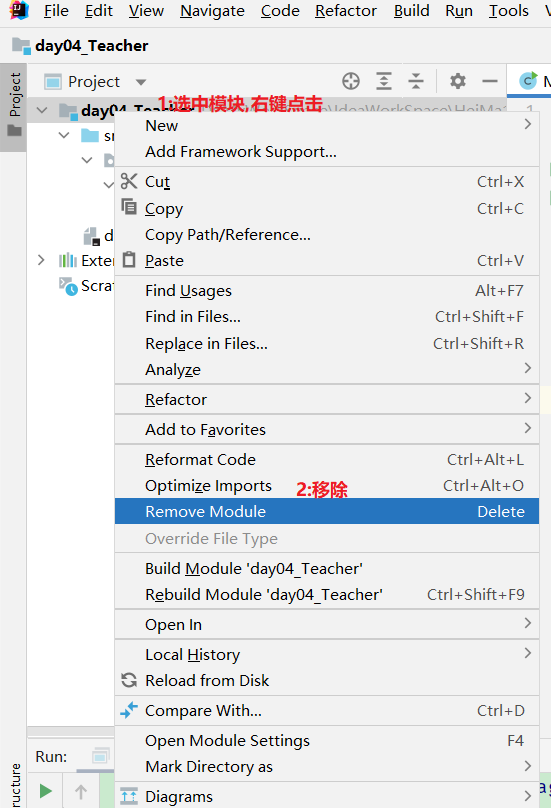 File Edit View Navigate Code Refactor Build Run Tools
day04_Teacher
Project
Project
1:选中模块,右键点击
day04_Teacher
New
Add Framework Support...
Cut Ctrl+X
Copy Ctrl+C
Copy Path/Reference...
Paste Ctrl+V
Find Usages Alt+F7
Find in Files... Ctrl+Shift+F
Replace in Files... Ctrl+Shift+R
Analyze
Refactor
Add to Favorites
Reformat Code Ctrl+Alt+L
Optimize Imports Ctrl+Alt+O
2:移除
Remove Module Delete
Override File Type
Build Module 'day04_Teacher'
Rebuild Module 'day04_Teacher' Ctrl+Shift+F9
Open In
Local History
Reload from Disk
Compare With... Ctrl+D
Open Module Settings F4
Mark Directory as
Diagrams
Run: